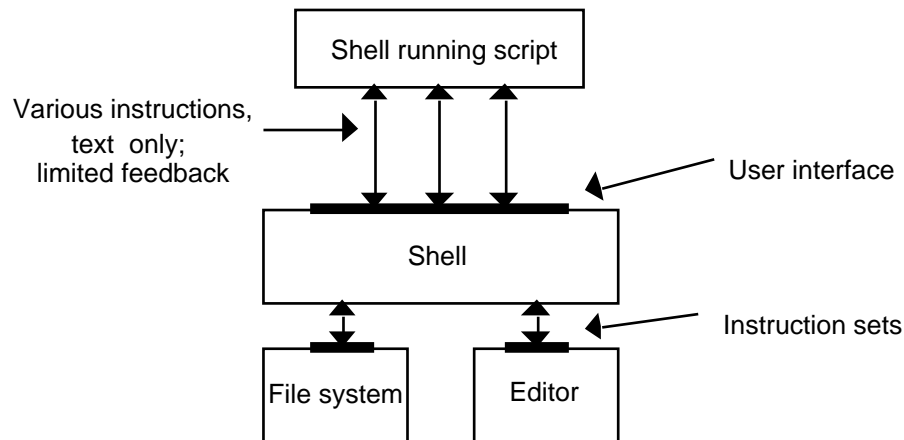 Shell running script
Various instructions,
text only;
limited feedback
User interface
Shell
Instruction sets
File system
Editor